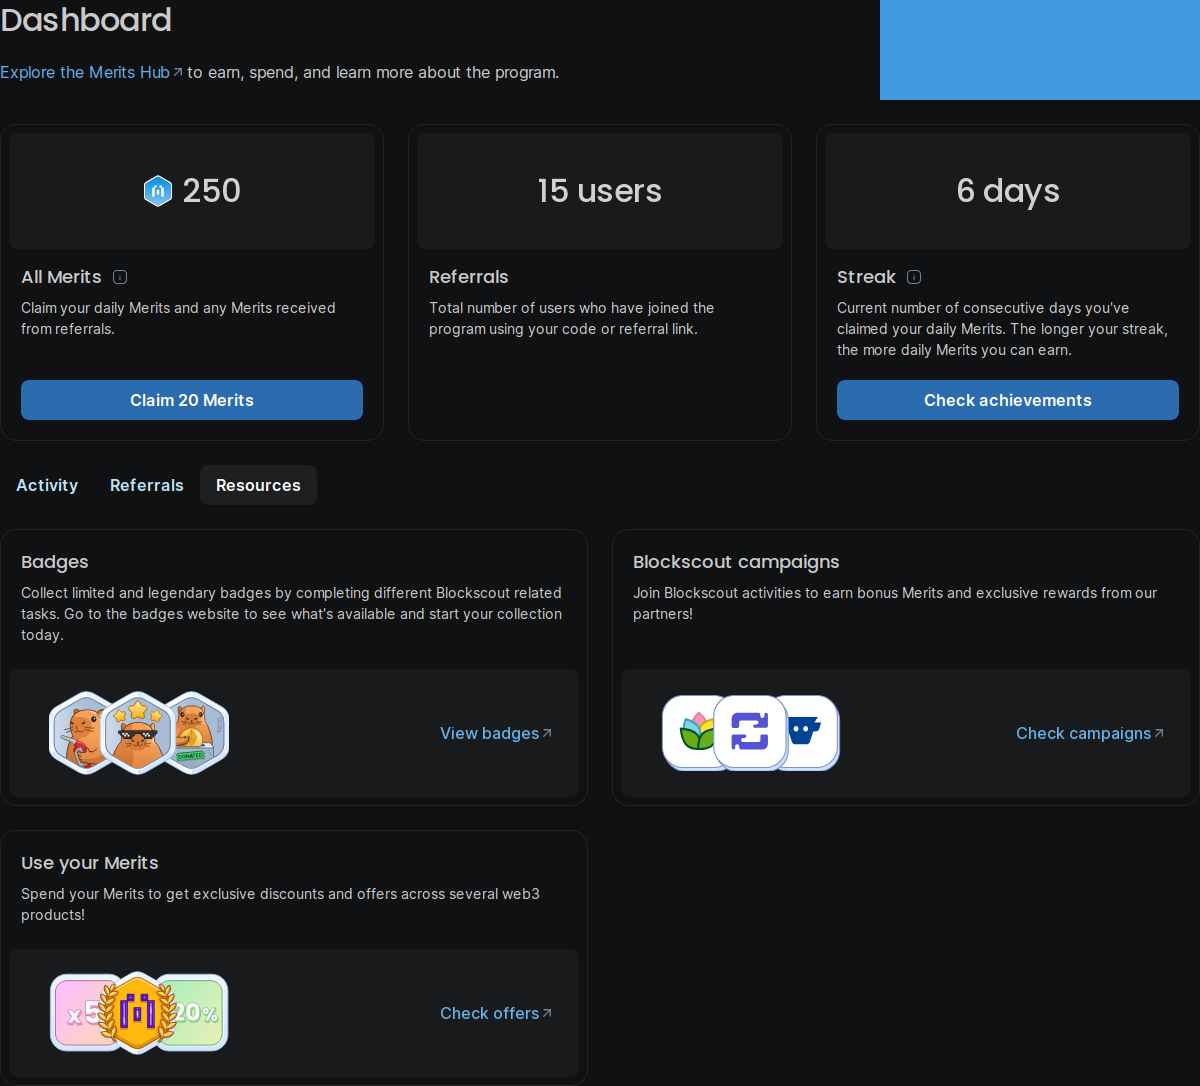 Dashboard
Explore the Merits Hub to earn, spend, and learn more about the program.
250
15 users
6 days
All Merits
Claim your daily Merits and any Merits received
from referrals.
Claim 20 Merits
Referrals
Total number of users who have joined the
program using your code or referral link.
Streak
Current number of consecutive days you've
claimed your daily Merits. The longer your streak,
the more daily Merits you can earn.
Check achievements
Activity
Referrals
Resources
Badges
Collect limited and legendary badges by completing different Blockscout related
tasks. Go to the badges website to see what's available and start your collection
today.
DONATED
View badges
Blockscout campaigns
Join Blockscout activities to earn bonus Merits and exclusive rewards from our
partners!
Check campaigns
Use your Merits
Spend your Merits to get exclusive discounts and offers across several web3
products!
x5
20%
Check offers